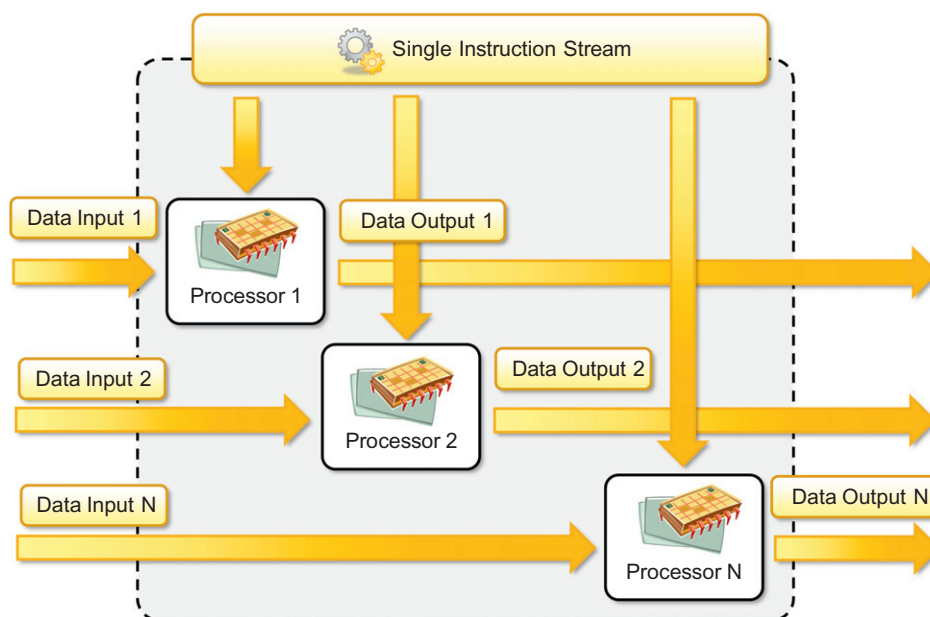 Single Instruction Stream
Data Input 1
Data Output 1
Processor 1
Data Input 2
Data Output 2
Processor 2
Data Input N
Data Output N
Processor N